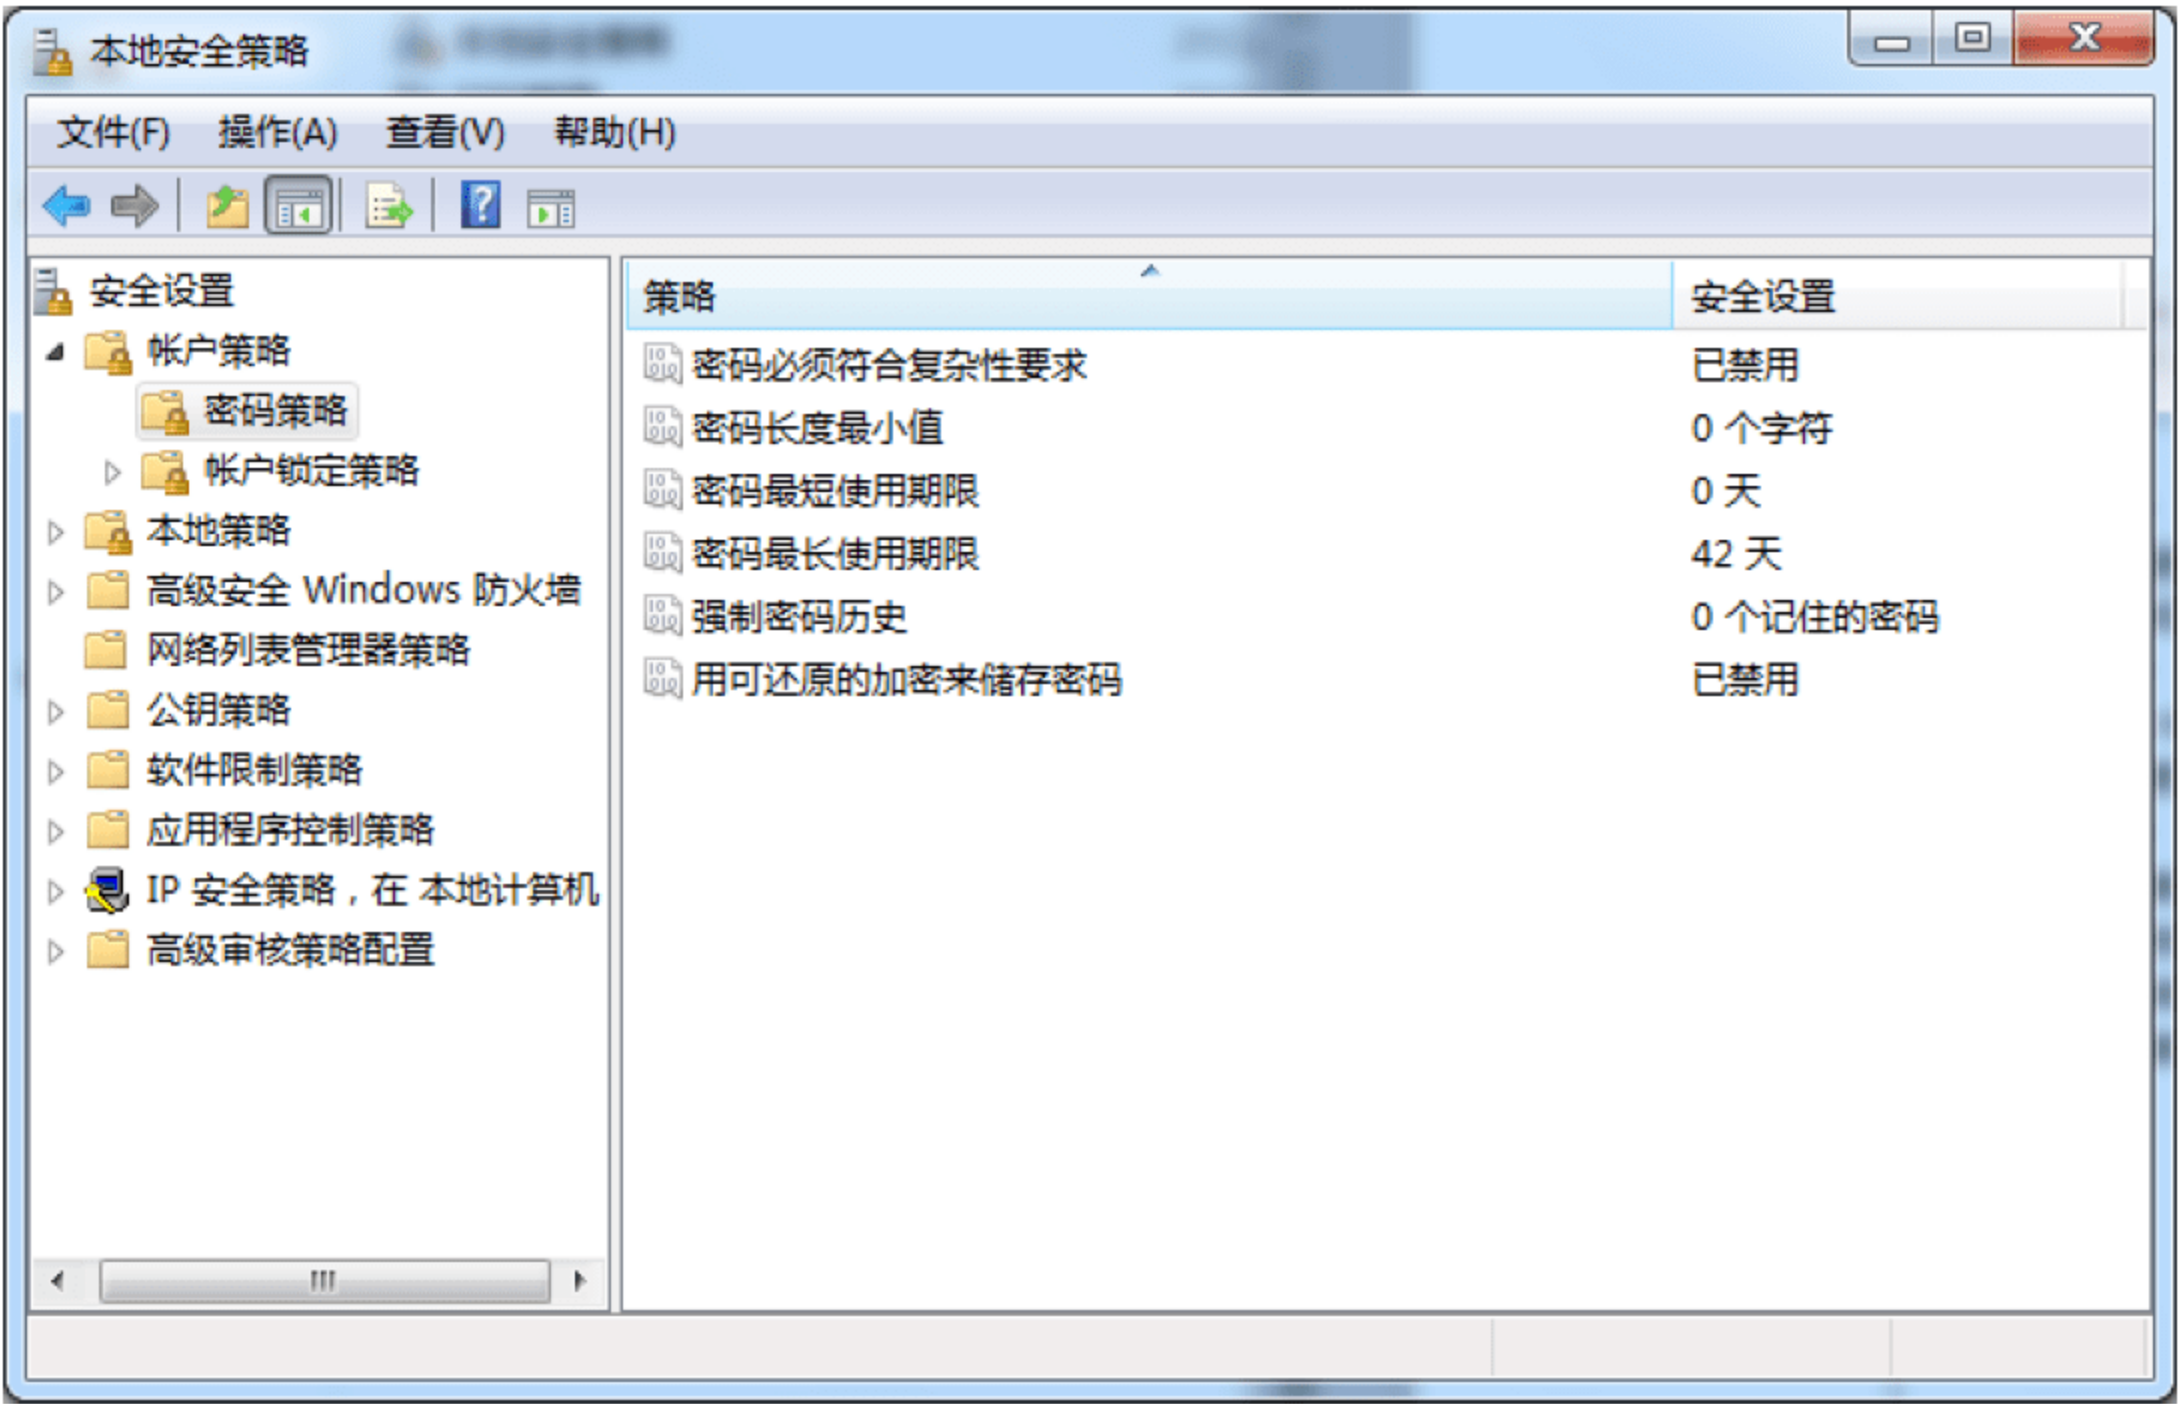 本地安全策略
文件(F) 操作(A) 查看(V) 帮助(H)
安全设置
帐户策略
密码策略
帐户锁定策略
本地策略
高级安全 Windows 防火墙
网络列表管理器策略
公钥策略
软件限制策略
应用程序控制策略
IP 安全策略，在 本地计算机
高级审核策略配置
策略 安全设置
密码必须符合复杂性要求 已禁用
密码长度最小值 0 个字符
密码最短使用期限 0 天
密码最长使用期限 42 天
强制密码历史 0 个记住的密码
用可还原的加密来储存密码 已禁用